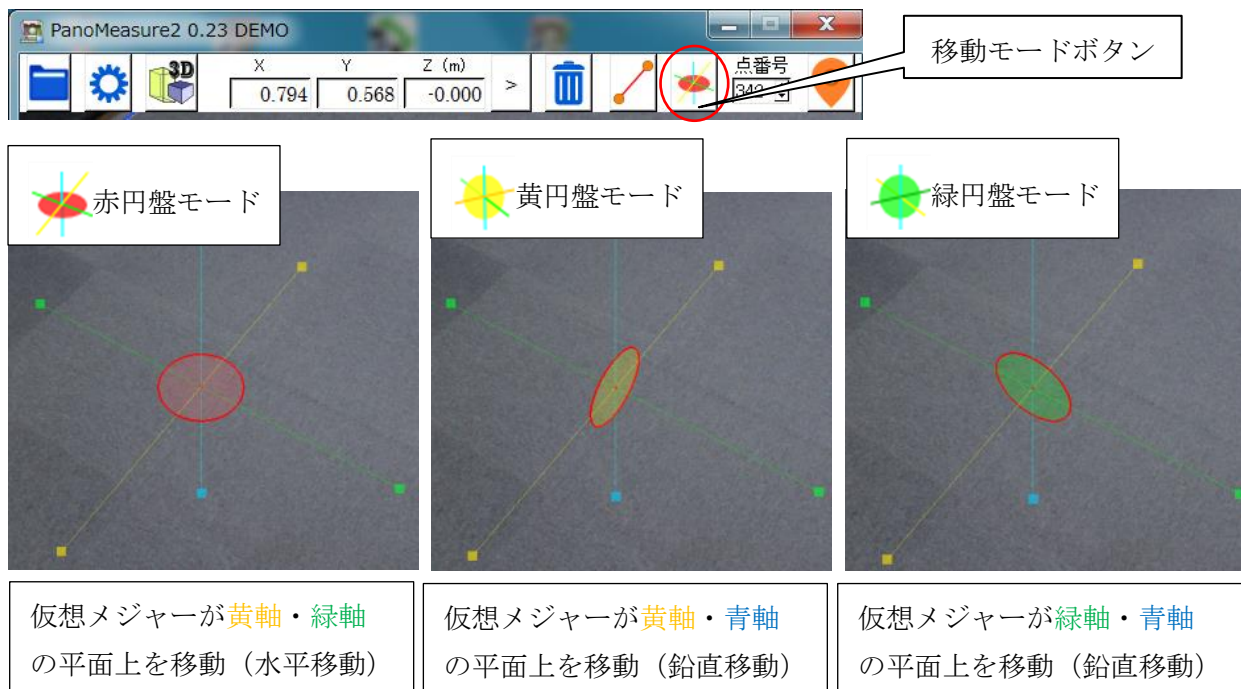 PanoMeasure2 0.23 DEMO
移動モードボタン
3D
X Y Z (m)
点番号
0.794 0.568 -0.000 > 342
赤円盤モード
黄円盤モード
緑円盤モード
仮想メジャーが黄軸・緑軸
の平面上を移動（水平移動）
仮想メジャーが黄軸・青軸
の平面上を移動（鉛直移動）
仮想メジャーが緑軸・青軸
の平面上を移動（鉛直移動）